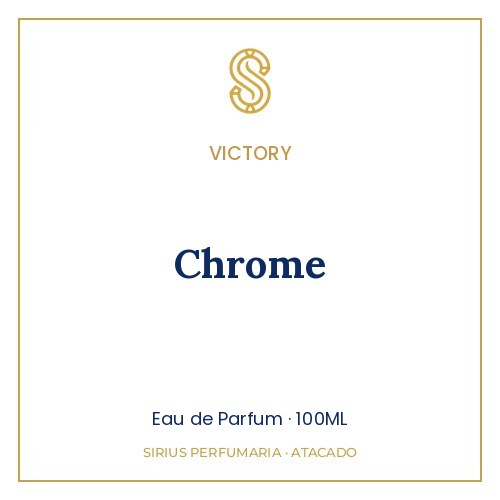 VICTORY
Chrome
Eau de Parfum · 100ML
SIRIUS PERFUMARIA · ATACADO